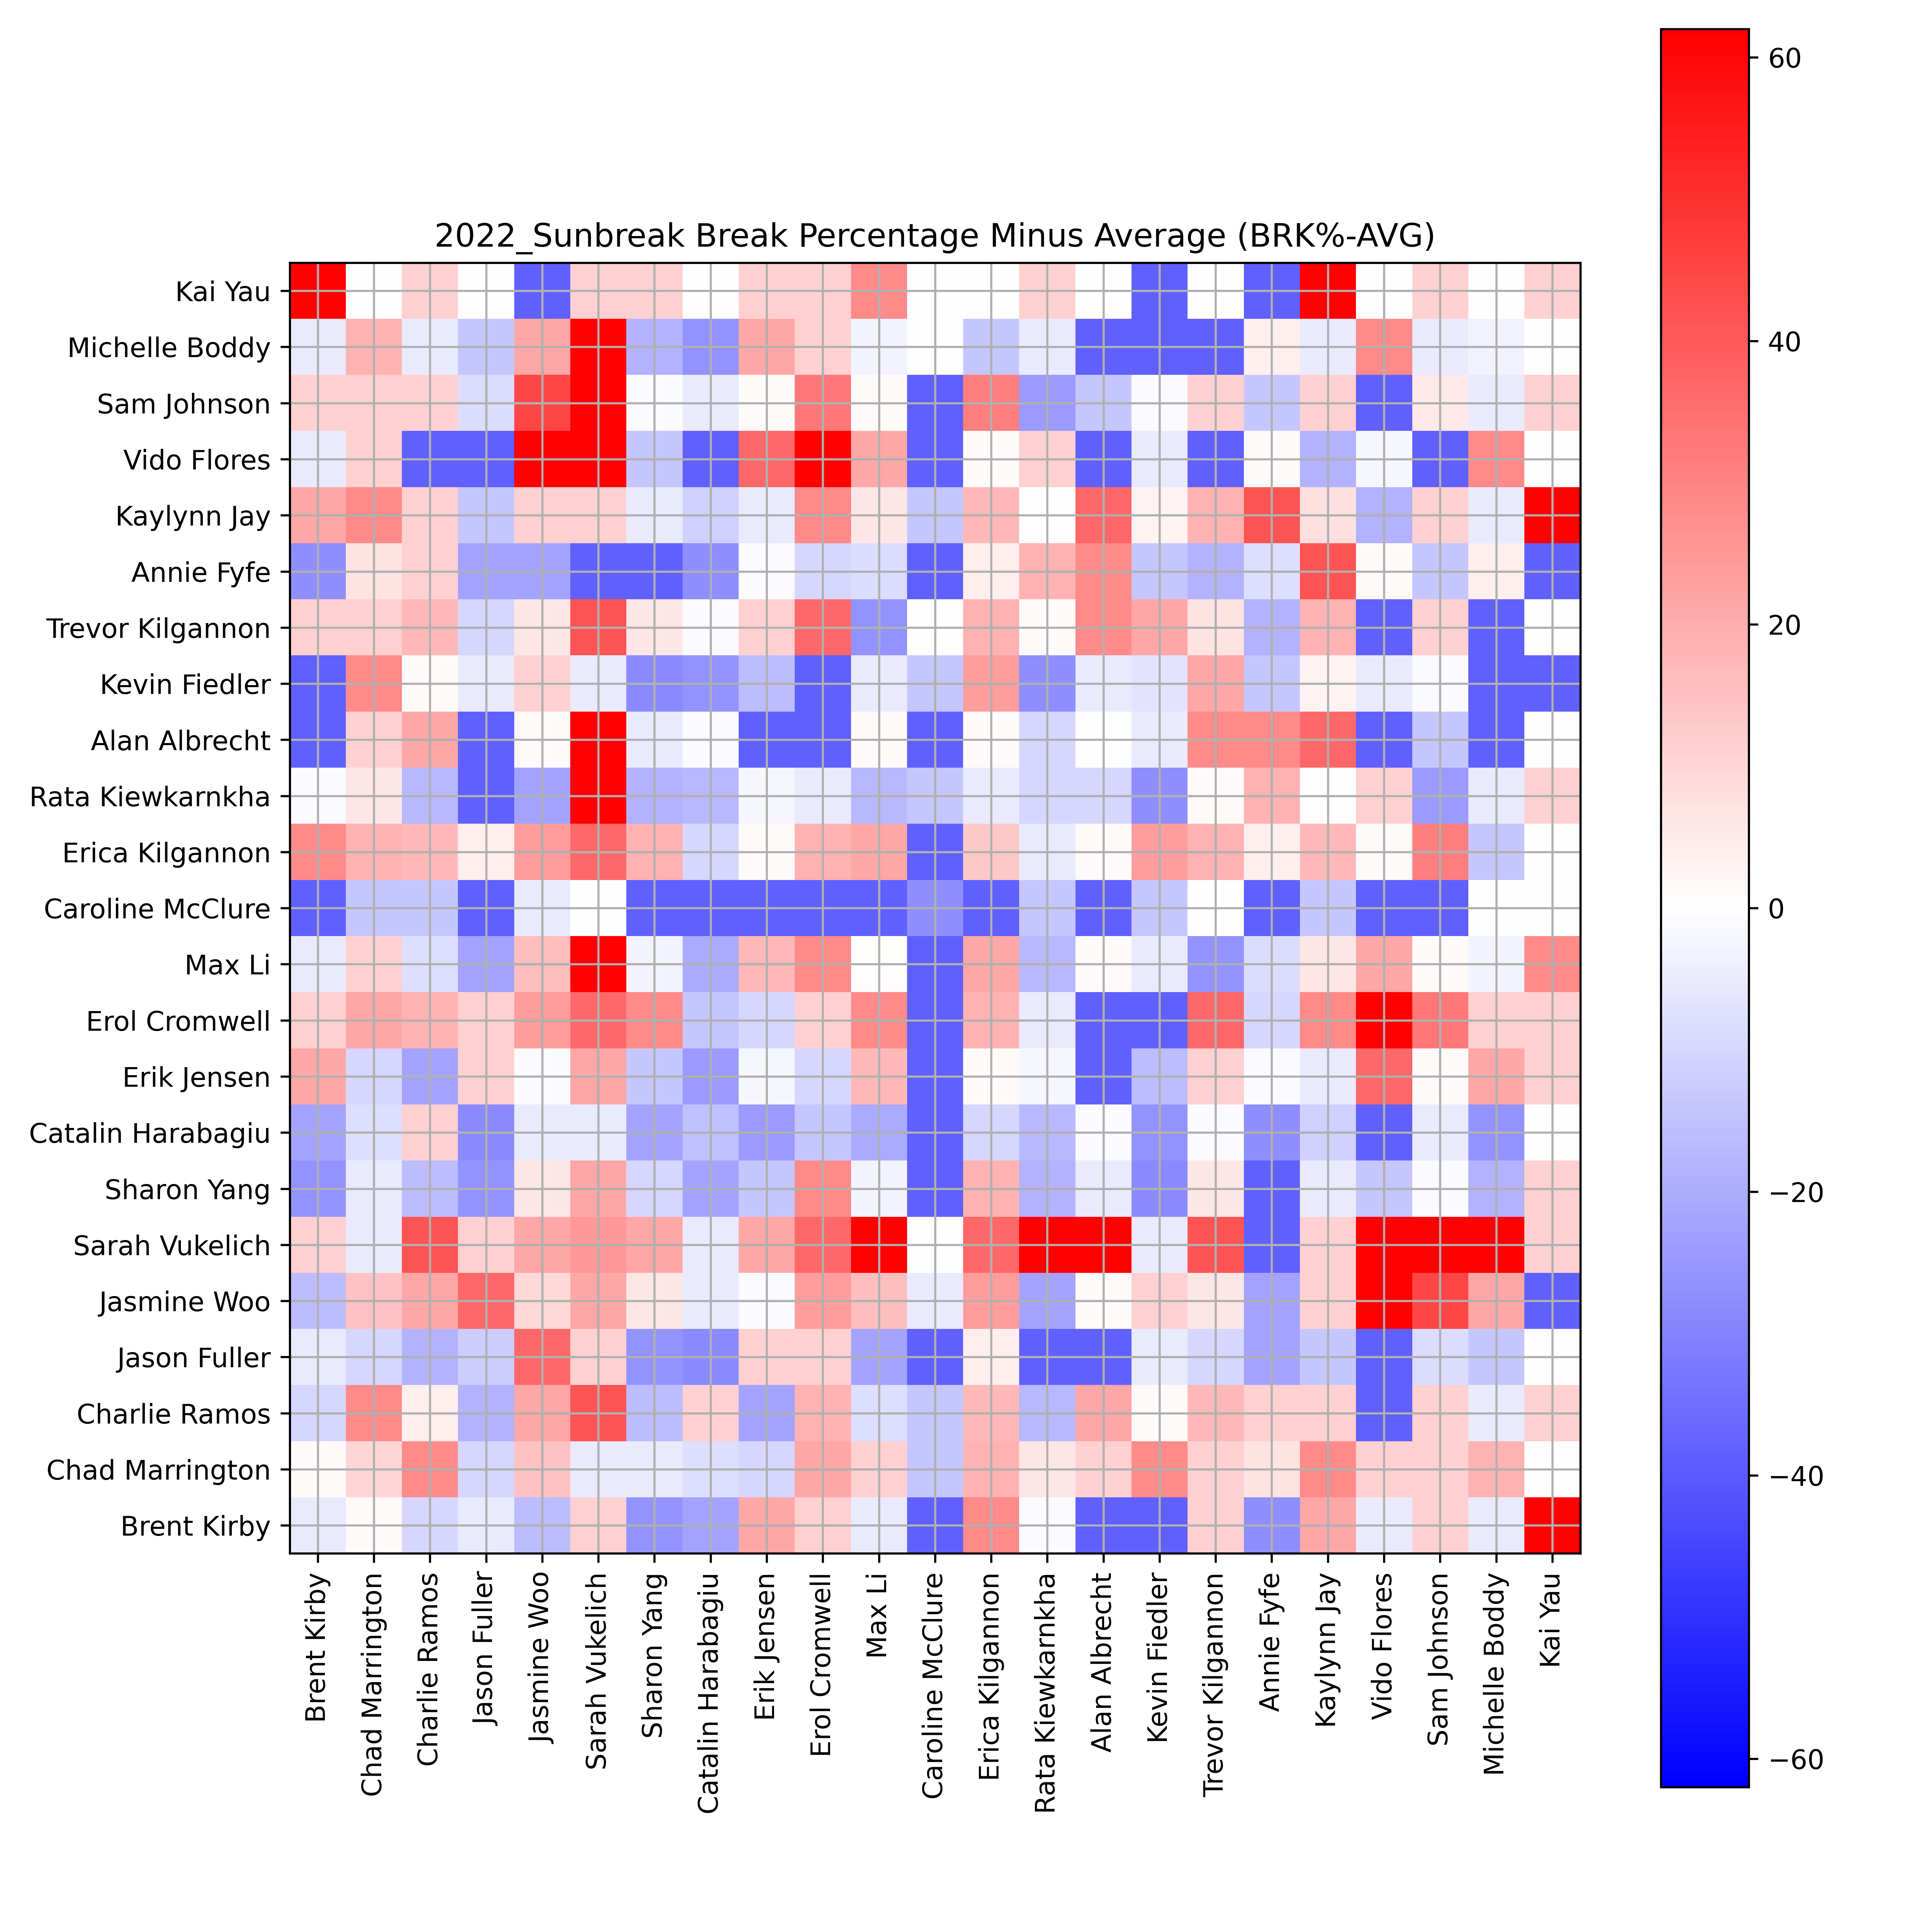 2022_Sunbreak Break Percentage Minus Average (BRK%-AVG)
Kai Yau
Michelle Boddy
Sam Johnson
Vido Flores
Kaylynn Jay
Annie Fyfe
Trevor Kilgannon
Kevin Fiedler
Alan Albrecht
Rata Kiewkarnkha
Erica Kilgannon
Caroline McClure
Max Li
Erol Cromwell
Erik Jensen
Catalin Harabagiu
Sharon Yang
Sarah Vukelich
Jasmine Woo
Jason Fuller
Charlie Ramos
Chad Marrington
Brent Kirby
Brent Kirby
Chad Marrington
Charlie Ramos
Jason Fuller
Jasmine Woo
Sarah Vukelich
Sharon Yang
Catalin Harabagiu
Erik Jensen
Erol Cromwell
Max Li
Caroline McClure
Erica Kilgannon
Rata Kiewkarnkha
Alan Albrecht
Kevin Fiedler
Trevor Kilgannon
Annie Fyfe
Kaylynn Jay
Vido Flores
Sam Johnson
Michelle Boddy
Kai Yau
60
40
20
0
−20
−40
−60